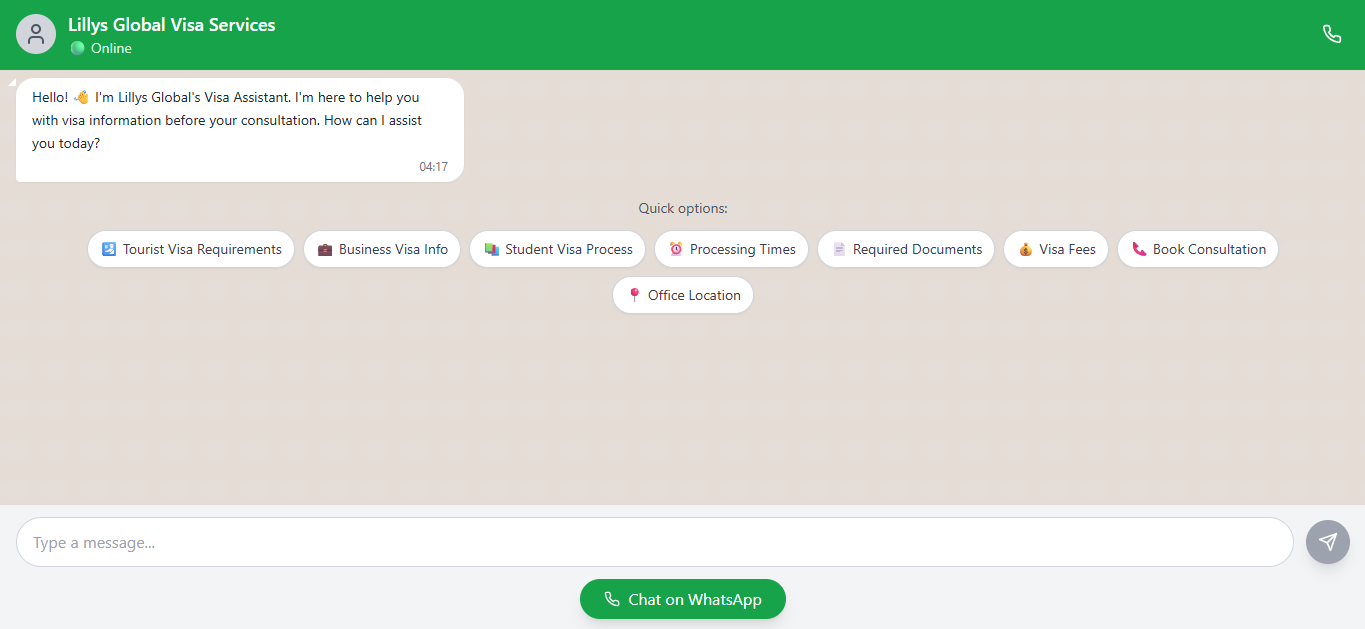 Lillys Global Visa Services
Online
Hello! 👋 I'm Lillys Global's Visa Assistant. I'm here to help you
with visa information before your consultation. How can I assist
you today?
04:17
Quick options:
🛂 Tourist Visa Requirements
💼 Business Visa Info
📚 Student Visa Process
⏰ Processing Times
📄 Required Documents
💰 Visa Fees
📞 Book Consultation
📍 Office Location
Type a message...
Chat on WhatsApp